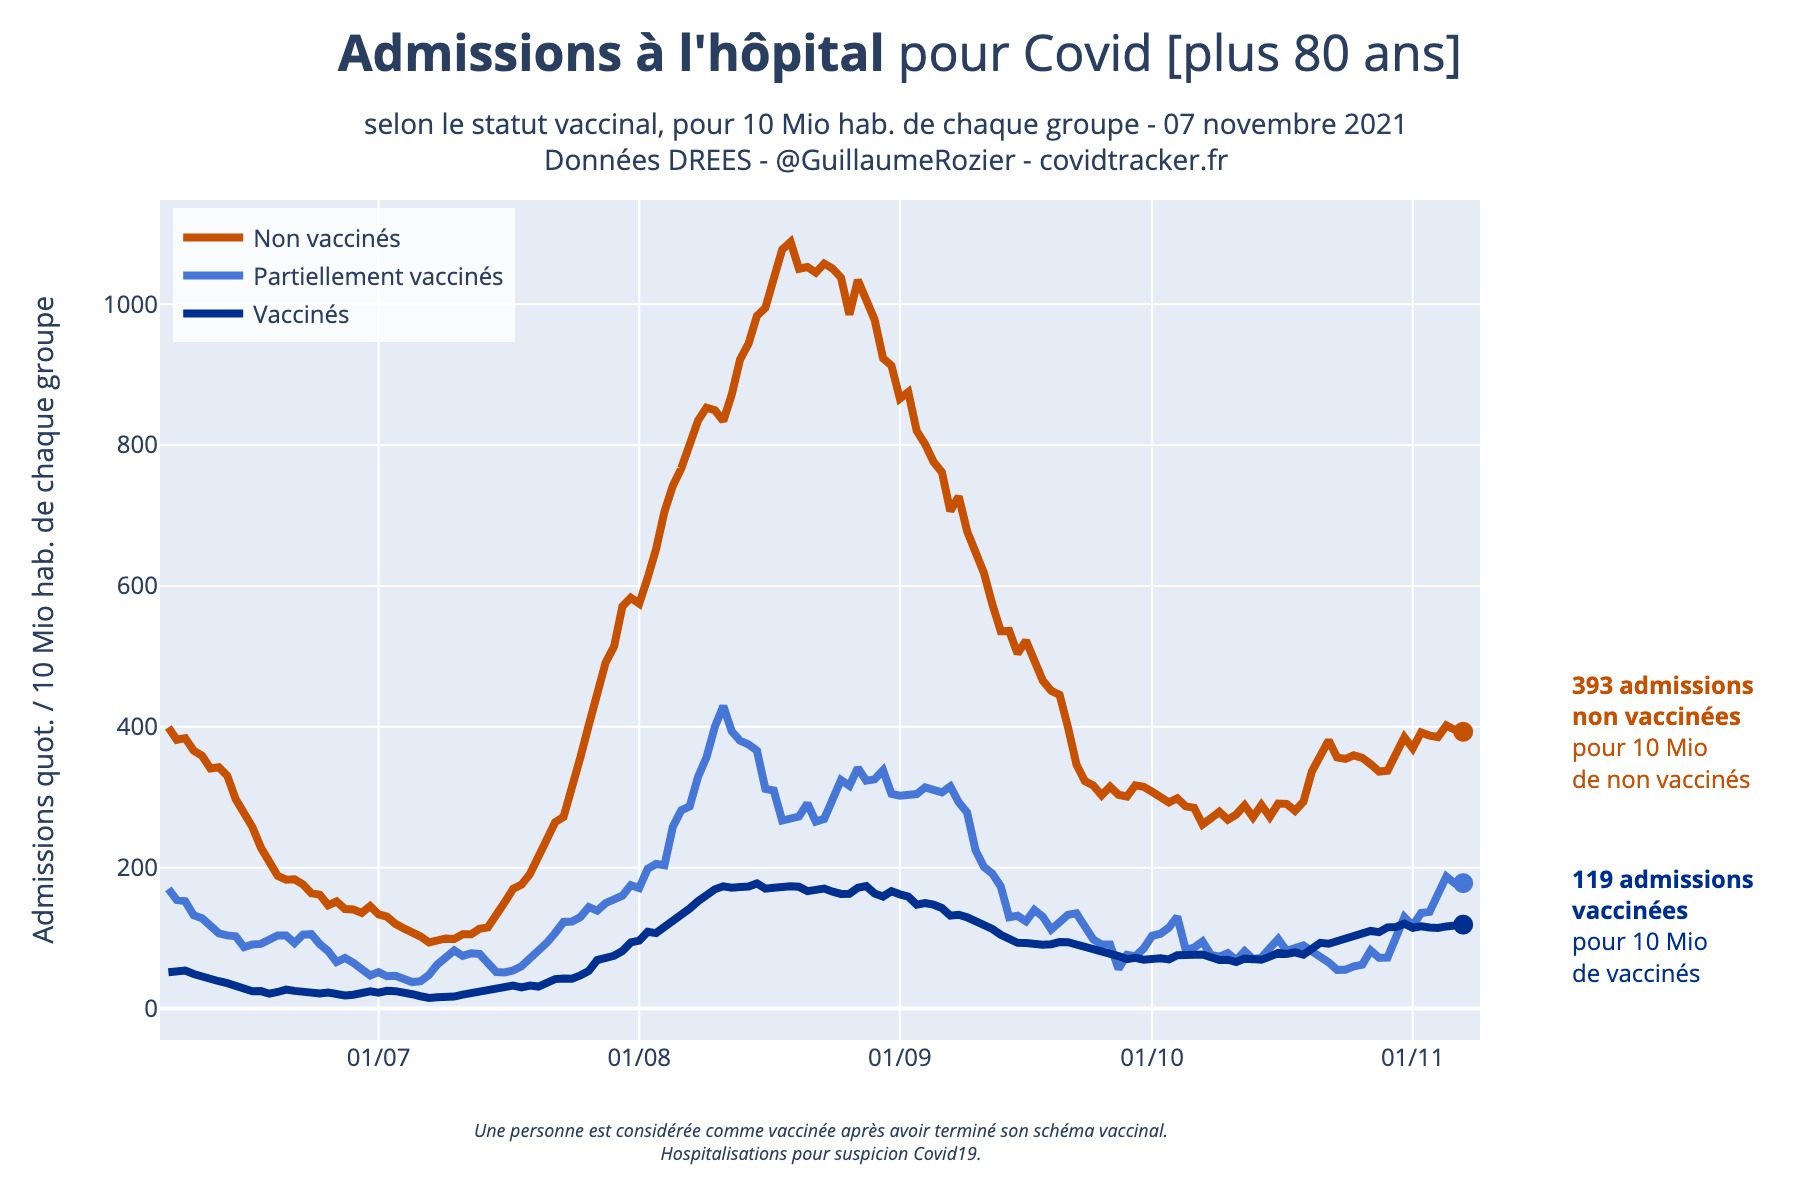 Admissions à l'hôpital pour Covid [plus 80 ans]
selon le statut vaccinal, pour 10 Mio hab. de chaque groupe - 07 novembre 2021
Données DREES - @GuillaumeRozier - covidtracker.fr
Non vaccinés
Partiellement vaccinés
Vaccinés
Admissions quot. / 10 Mio hab. de chaque groupe
1000
800
600
400
200
0
01/07
01/08
01/09
01/10
01/11
393 admissions
non vaccinées
pour 10 Mio
de non vaccinés
119 admissions
vaccinées
pour 10 Mio
de vaccinés
Une personne est considérée comme vaccinée après avoir terminé son schéma vaccinal.
Hospitalisations pour suspicion Covid19.